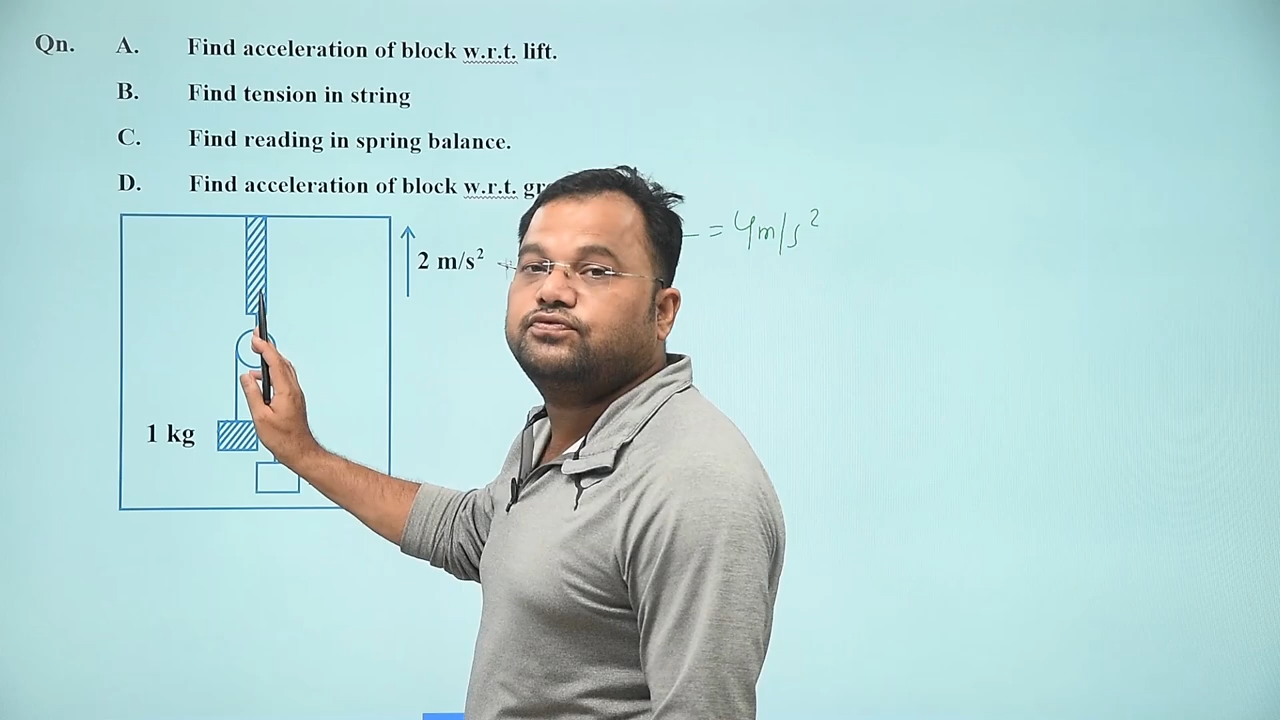 Qn. A. Find acceleration of block w.r.t. lift.
B. Find tension in string
C. Find reading in spring balance.
D. Find acceleration of block w.r.t.
2 m/s²
= 4m/s²
1 kg